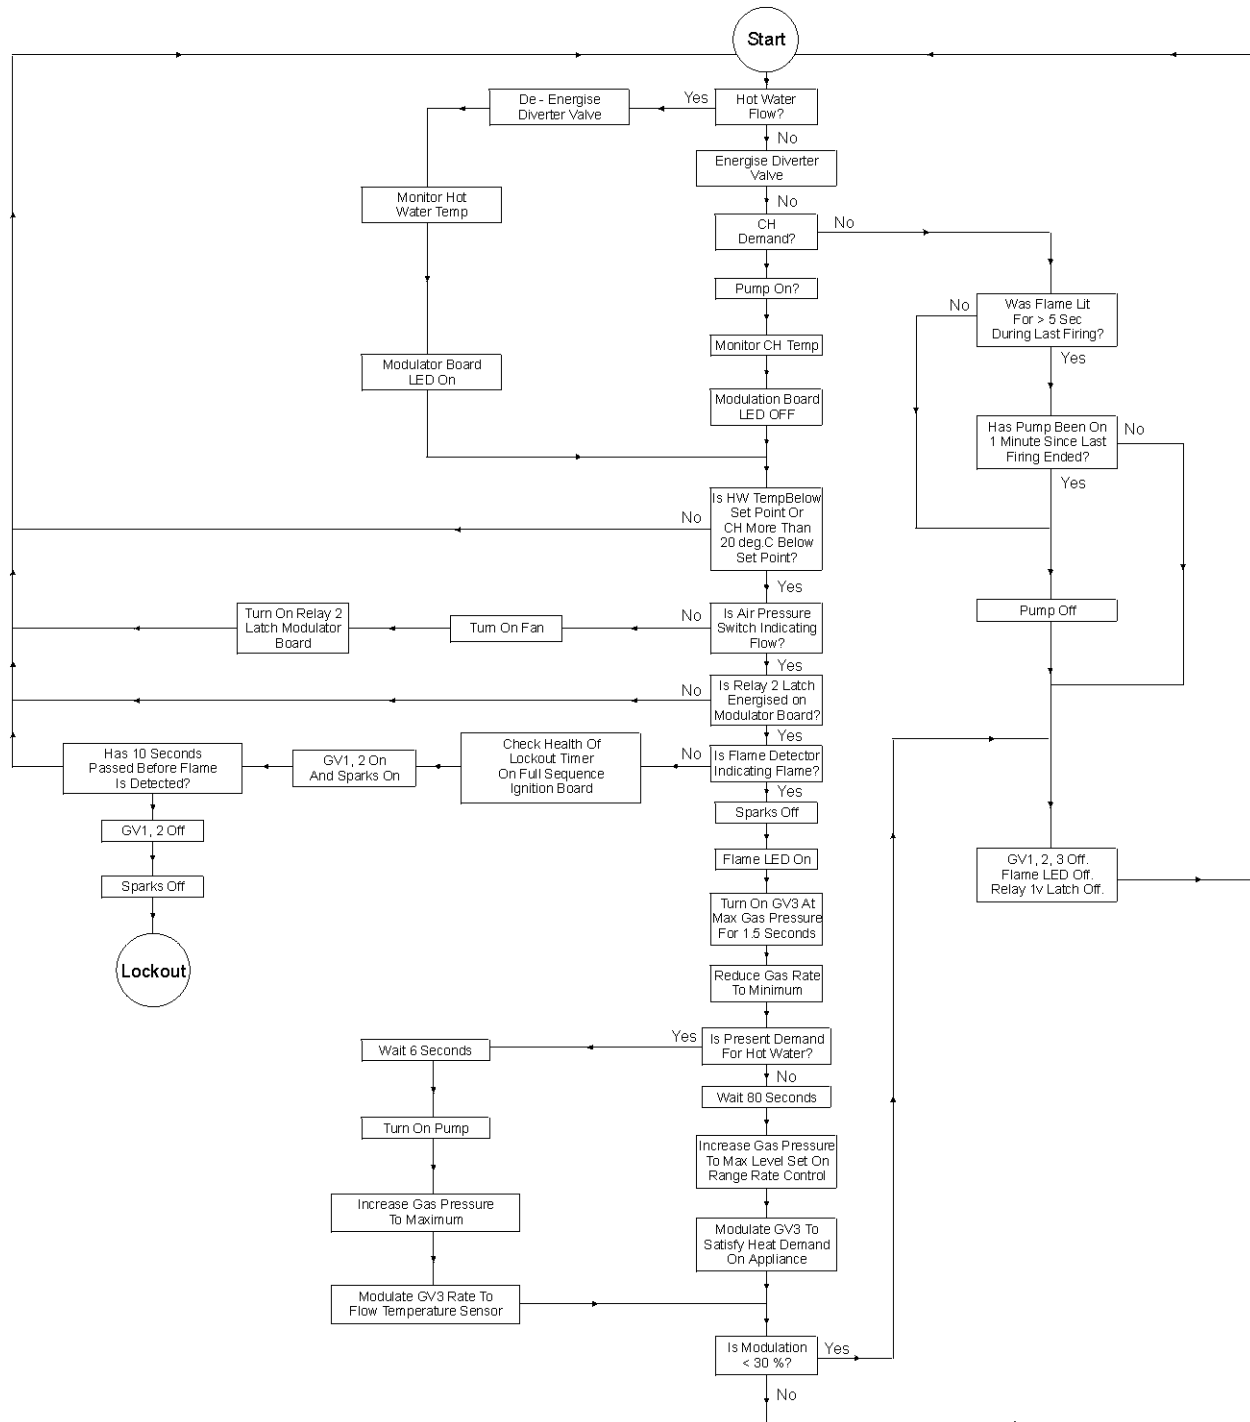 Start
Yes
De - Energise
Diverter Valve
Hot Water
Flow?
No
Energise Diverter
Valve
No
Monitor Hot
Water Temp
CH
Demand?
No
Pump On?
No
Was Flame Lit
For > 5 Sec
During Last Firing?
Yes
Monitor CH Temp
Modulator Board
LED On
Modulation Board
LED OFF
Has Pump Been On
1 Minute Since Last
Firing Ended?
No
Yes
No
Is HW TempBelow
Set Point Or
CH More Than
20 deg.C Below
Set Point?
Yes
Turn On Relay 2
Latch Modulator
Board
Turn On Fan
No
Is Air Pressure
Switch Indicating
Flow?
Pump Off
Yes
No
Is Relay 2 Latch
Energised on
Modulator Board?
Yes
Has 10 Seconds
Passed Before Flame
Is Detected?
GV1, 2 On
And Sparks On
Check Health Of
Lockout Timer
On Full Sequence
Ignition Board
No
Is Flame Detector
Indicating Flame?
Yes
GV1, 2 Off
Sparks Off
Sparks Off
Flame LED On
GV1, 2, 3 Off.
Flame LED Off.
Relay 1v Latch Off.
Turn On GV3 At
Max Gas Pressure
For 1.5 Seconds
Lockout
Reduce Gas Rate
To Minimum
Yes
Wait 6 Seconds
Is Present Demand
For Hot Water?
No
Wait 80 Seconds
Turn On Pump
Increase Gas Pressure
To Max Level Set On
Range Rate Control
Increase Gas Pressure
To Maximum
Modulate GV3 To
Satisfy Heat Demand
On Appliance
Modulate GV3 Rate To
Flow Temperature Sensor
Is Modulation
< 30 %?
Yes
No